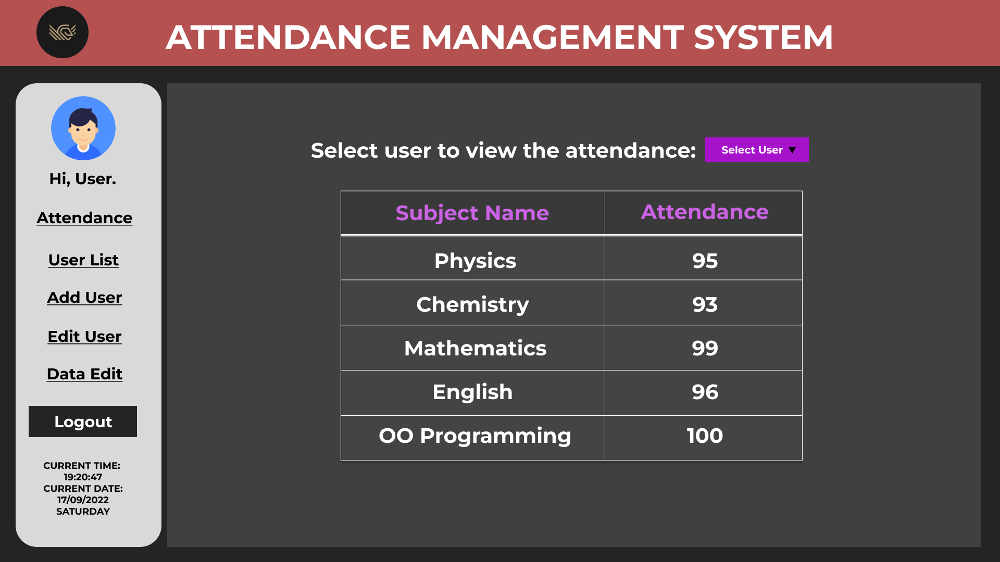 ATTENDANCE MANAGEMENT SYSTEM
Hi, User.
Attendance
User List
Add User
Edit User
Data Edit
Logout
CURRENT TIME:
19:20:47
CURRENT DATE:
17/09/2022
SATURDAY
Select user to view the attendance: Select User ▼
Subject Name Attendance
Physics 95
Chemistry 93
Mathematics 99
English 96
OO Programming 100